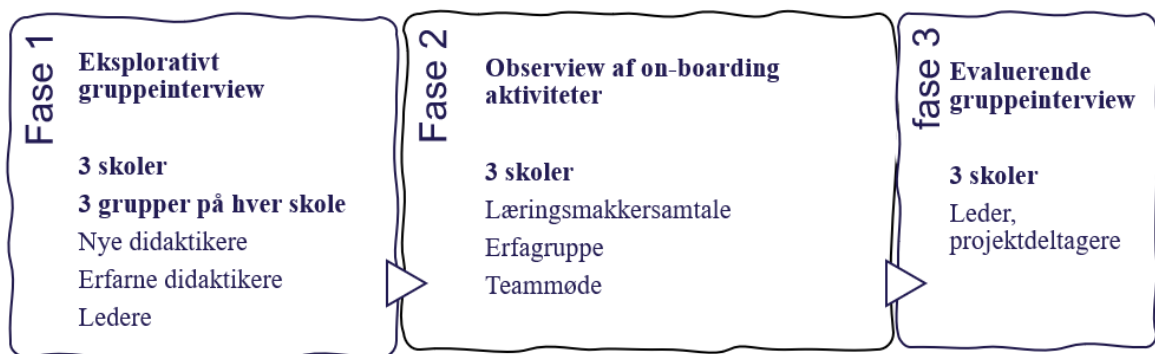 Fase 1
Eksplorativt
gruppeinterview
3 skoler
3 grupper på hver skole
Nye didaktikere
Erfarne didaktikere
Ledere
Fase 2
Obserview af on-boarding
aktiviteter
3 skoler
Læringsmakkersamtale
Erfagruppe
Teammøde
fase 3
Evaluerende
gruppeinterview
3 skoler
Leder,
projektdeltagere